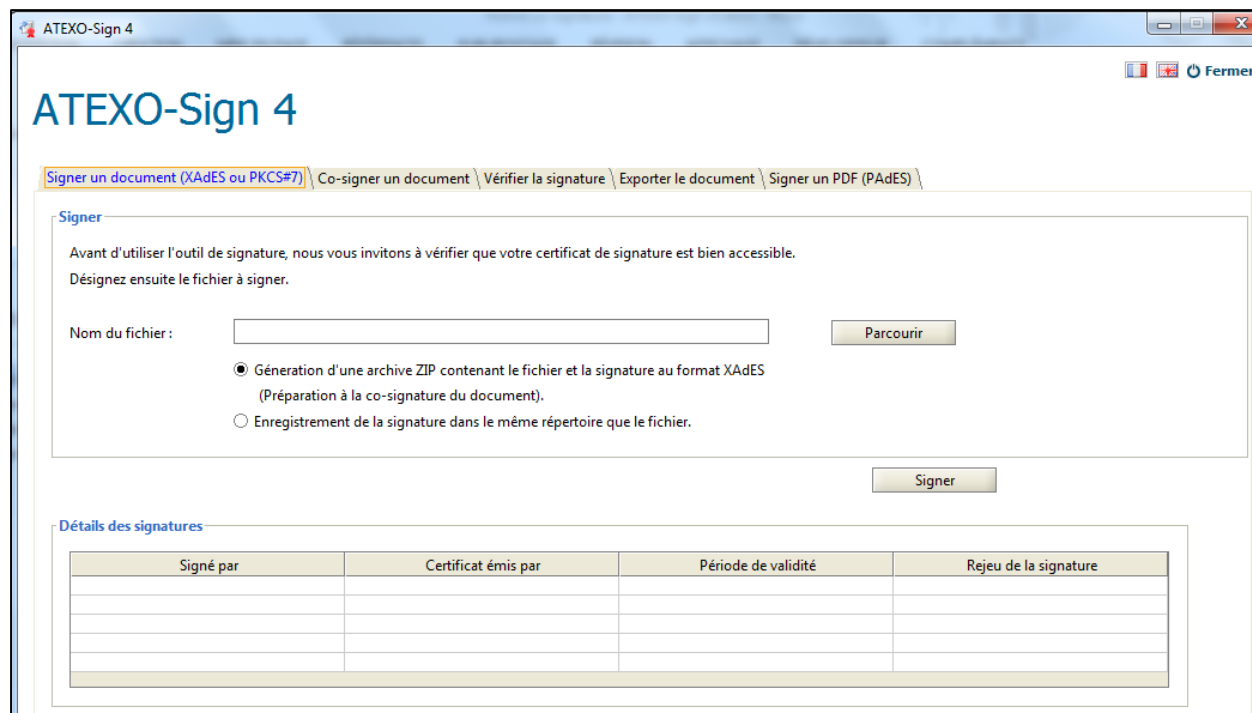 ATEXO-Sign 4
Fermer
ATEXO-Sign 4
Signer un document (XAdES ou PKCS#7) Co-signer un document Vérifier la signature Exporter le document Signer un PDF (PAdES)
Signer
Avant d'utiliser l'outil de signature, nous vous invitons à vérifier que votre certificat de signature est bien accessible.
Désignez ensuite le fichier à signer.
Nom du fichier : Parcourir
Géneration d'une archive ZIP contenant le fichier et la signature au format XAdES
(Préparation à la co-signature du document).
Enregistrement de la signature dans le même répertoire que le fichier.
Signer
Détails des signatures
Signé par Certificat émis par Période de validité Rejeu de la signature